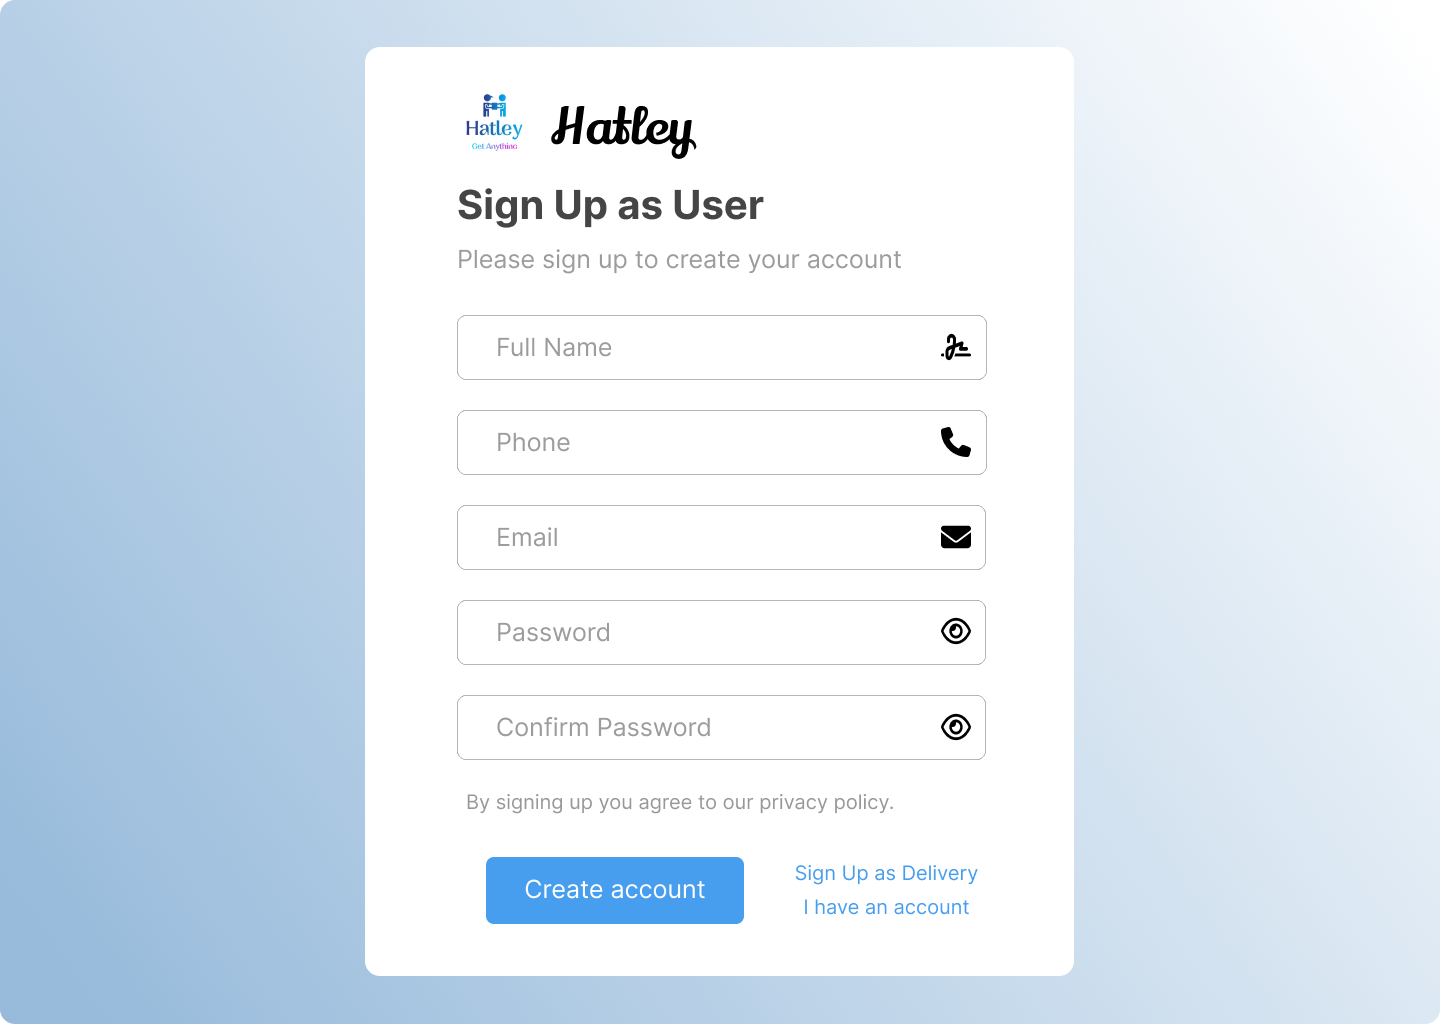 Hatley
Get Anything
Hatley
Sign Up as User
Please sign up to create your account
Full Name
Phone
Email
Password
Confirm Password
By signing up you agree to our privacy policy.
Create account
Sign Up as Delivery
I have an account